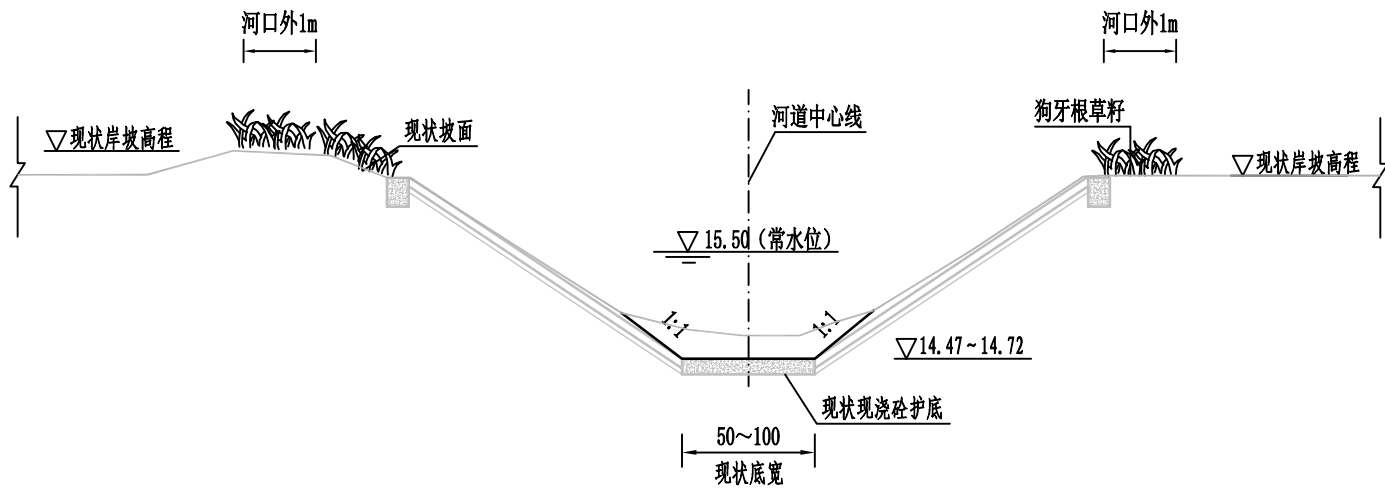 河口外1m
河口外1m
现状岸坡高程
现状坡面
河道中心线
狗牙根草籽
现状岸坡高程
15.50（常水位）
1:1
1:1
14.47~14.72
现状现浇砼护底
50~100
现状底宽